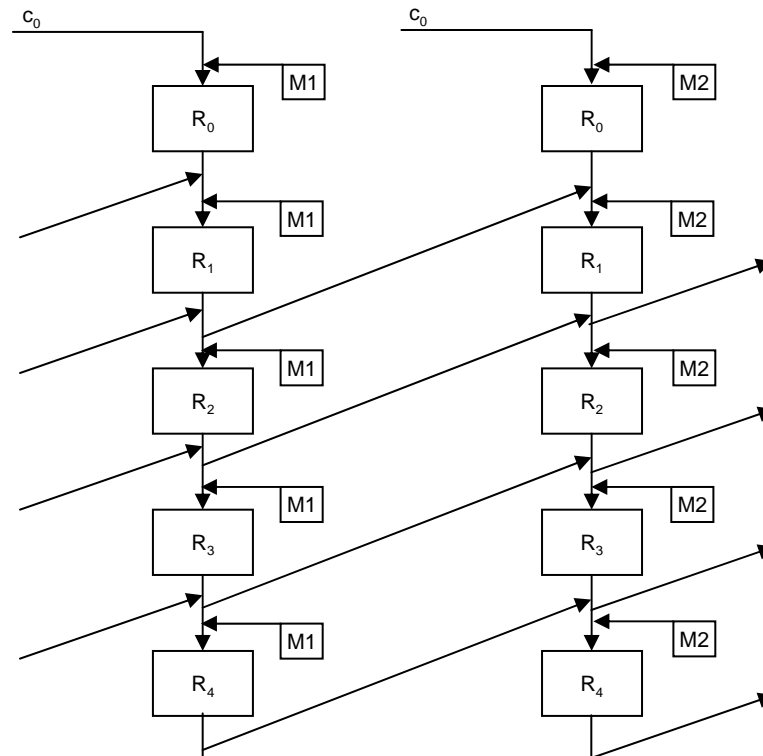 c₀ c₀
M1 M2
R₀ R₀
M1 M2
R₁ R₁
M1 M2
R₂ R₂
M1 M2
R₃ R₃
M1 M2
R₄ R₄